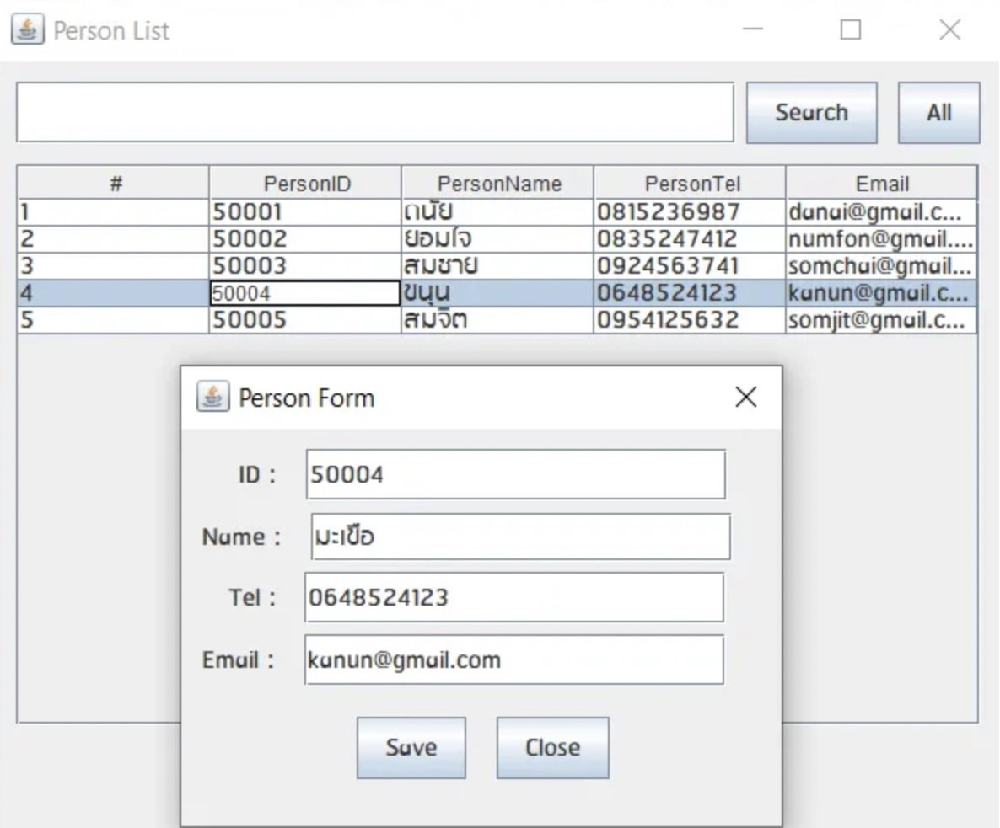 Person List
Search All
# PersonID PersonName PersonTel Email
1 50001 ดนัย 0815236987 danai@gmail.c...
2 50002 ยอมใจ 0835247412 numfon@gmail....
3 50003 สมชาย 0924563741 somchai@gmail...
4 50004 ขนุน 0648524123 kanun@gmail.c...
5 50005 สมจิต 0954125632 somjit@gmail.c...
Person Form
ID : 50004
Name : มะเขือ
Tel : 0648524123
Email : kanun@gmail.com
Save Close